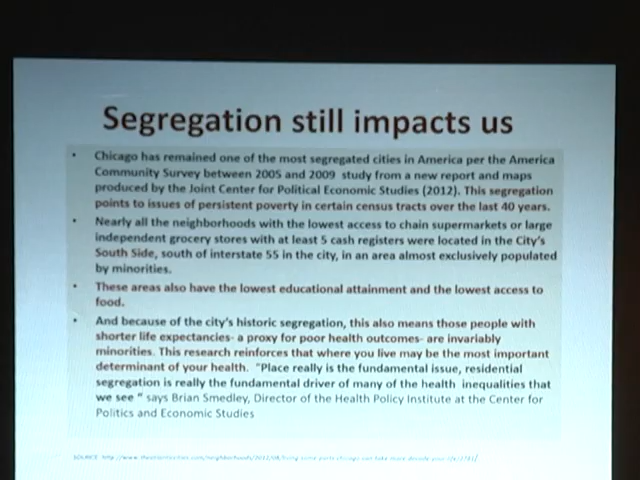 Segregation still impacts us
• Chicago has remained one of the most segregated cities in America per the America
Community Survey between 2005 and 2009 study from a new report and maps
produced by the Joint Center for Political Economic Studies (2012). This segregation
points to issues of persistent poverty in certain census tracts over the last 40 years.
• Nearly all the neighborhoods with the lowest access to chain supermarkets or large
independent grocery stores with at least 5 cash registers were located in the City's
South Side, south of interstate 55 in the city, in an area almost exclusively populated
by minorities.
• These areas also have the lowest educational attainment and the lowest access to
food.
• And because of the city's historic segregation, this also means those people with
shorter life expectancies- a proxy for poor health outcomes- are invariably
minorities. This research reinforces that where you live may be the most important
determinant of your health. "Place really is the fundamental issue, residential
segregation is really the fundamental driver of many of the health inequalities that
we see " says Brian Smedley, Director of the Health Policy Institute at the Center for
Politics and Economic Studies
SOURCE: